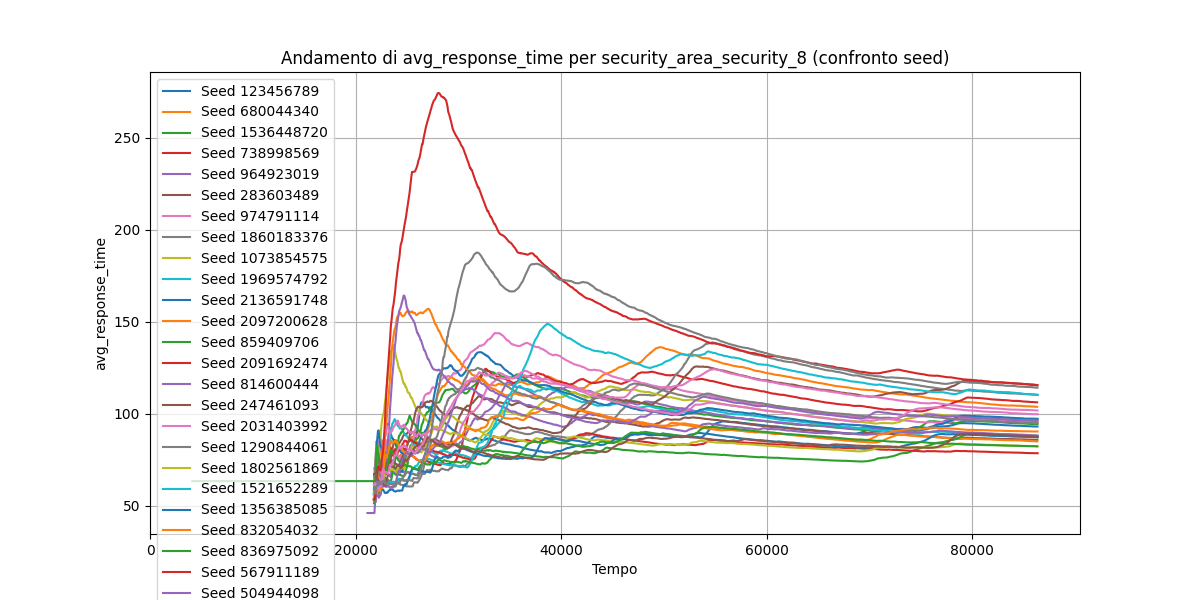 Andamento di avg_response_time per security_area_security_8 (confronto seed)
Seed 123456789
Seed 680044340
Seed 1536448720
Seed 738998569
Seed 964923019
Seed 283603489
Seed 974791114
Seed 1860183376
Seed 1073854575
Seed 1969574792
Seed 2136591748
Seed 2097200628
Seed 859409706
Seed 2091692474
Seed 814600444
Seed 247461093
Seed 2031403992
Seed 1290844061
Seed 1802561869
Seed 1521652289
Seed 1356385085
Seed 832054032
Seed 836975092
Seed 567911189
Seed 504944098
250
200
150
100
50
avg_response_time
0
20000
40000
60000
80000
Tempo